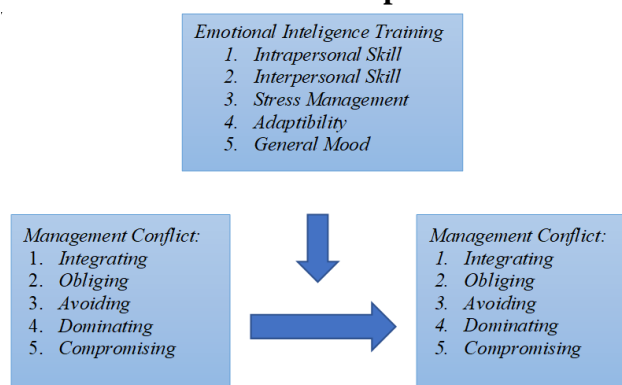 Emotional Inteligence Training
1. Intrapersonal Skill
2. Interpersonal Skill
3. Stress Management
4. Adaptibility
5. General Mood
Management Conflict:
1. Integrating
2. Obliging
3. Avoiding
4. Dominating
5. Compromising
Management Conflict:
1. Integrating
2. Obliging
3. Avoiding
4. Dominating
5. Compromising